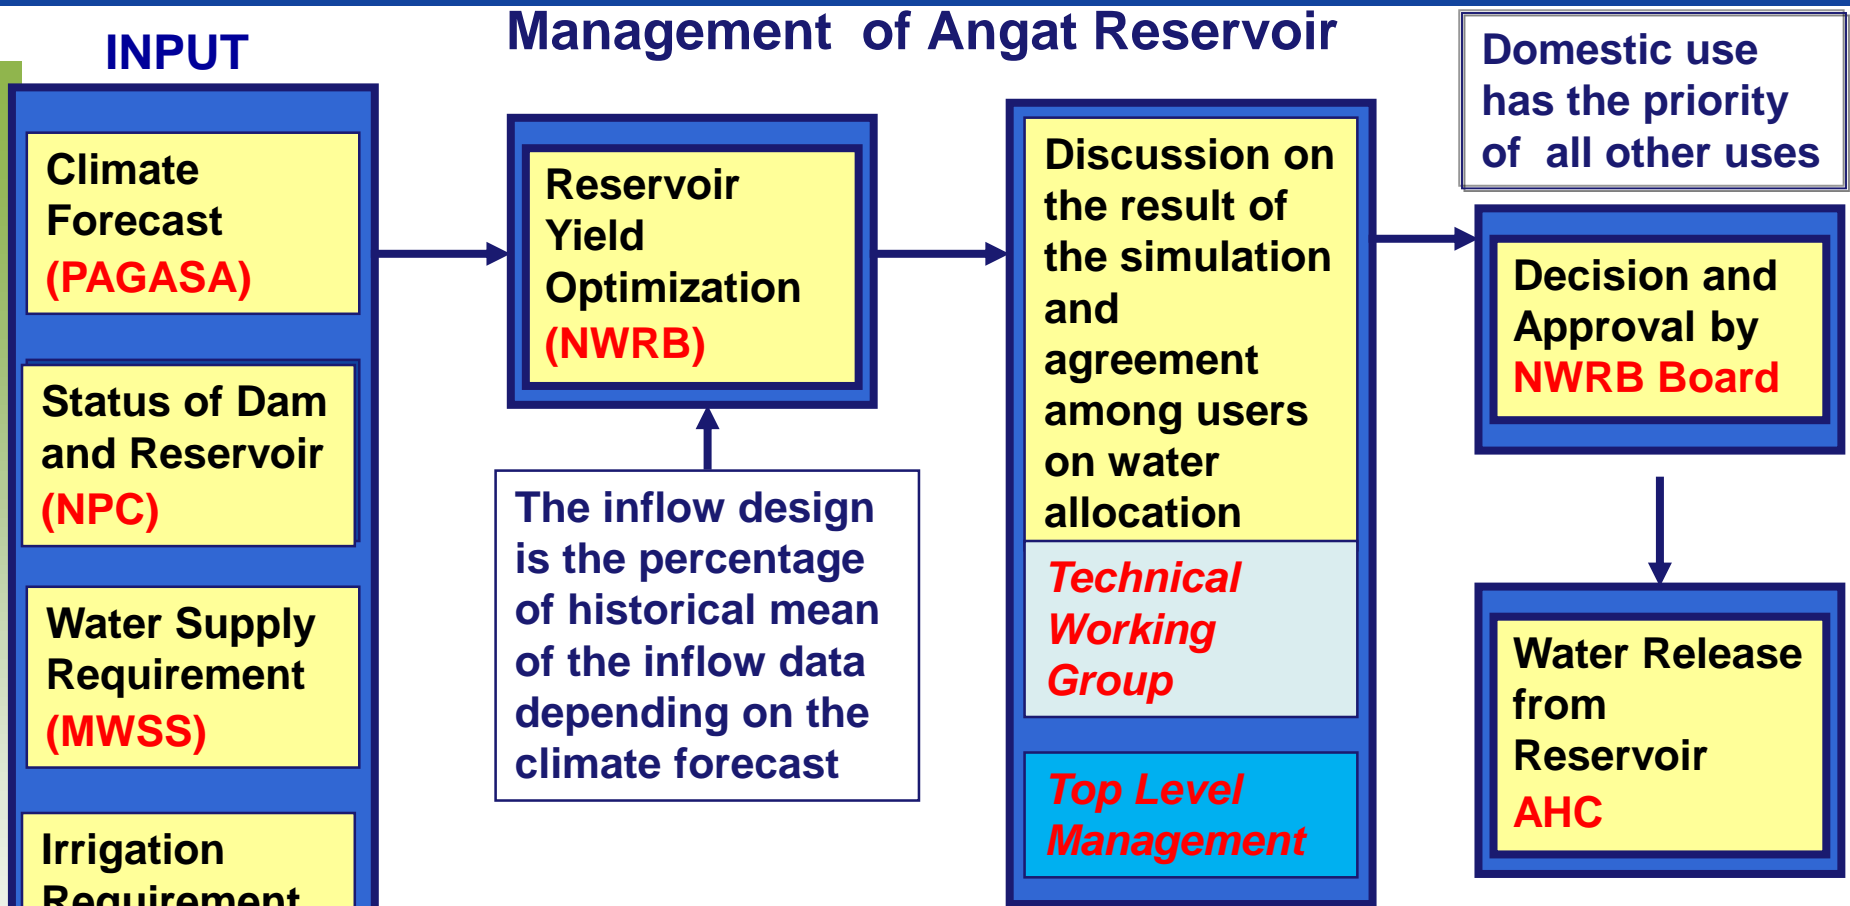 Management of Angat Reservoir
INPUT
Climate
Forecast
(PAGASA)
Status of Dam
and Reservoir
(NPC)
Water Supply
Requirement
(MWSS)
Irrigation
Requirement
Reservoir
Yield
Optimization
(NWRB)
The inflow design
is the percentage
of historical mean
of the inflow data
depending on the
climate forecast
Discussion on
the result of
the simulation
and
agreement
among users
on water
allocation
Technical
Working
Group
Top Level
Management
Domestic use
has the priority
of all other uses
Decision and
Approval by
NWRB Board
Water Release
from
Reservoir
AHC